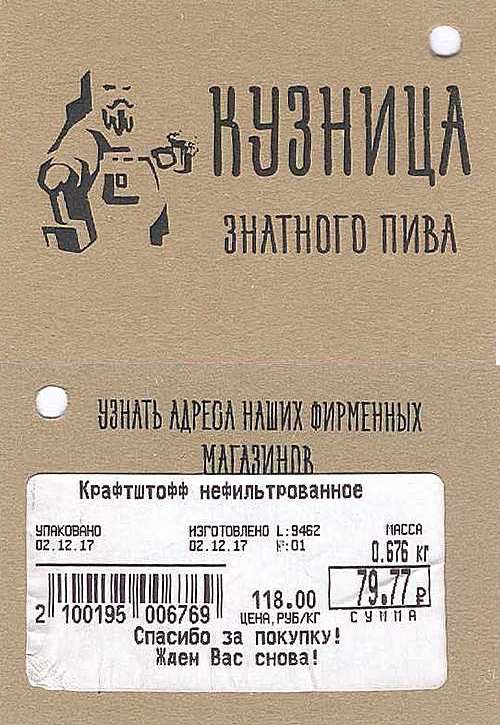 КУЗНИЦА
ЗНАТНОГО ПИВА
УЗНАТЬ АДРЕСА НАШИХ ФИРМЕННЫХ
МАГАЗИНОВ
Крафтштофф нефильтрованное
УПАКОВАНО ИЗГОТОВЛЕНО L:9462 МАССА
02.12.17 02.12.17 №:01 0.676 кг
118.00 79.77 ₽
2 100195 006769 ЦЕНА,РУБ/КГ СУММА
Спасибо за покупку!
Ждем Вас снова!